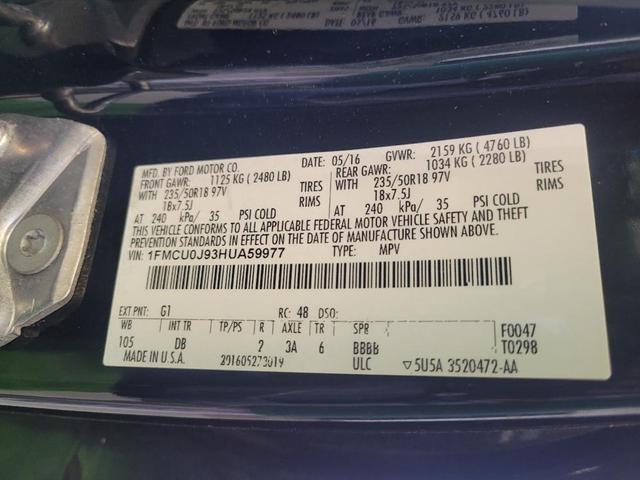 MFD. BY FORD MOTOR CO.
DATE: 05/16 GVWR: 2159 KG ( 4760 LB)
FRONT GAWR: 1125 KG ( 2480 LB) REAR GAWR: 1034 KG ( 2280 LB)
WITH 235/50R18 97V TIRES WITH 235/50R18 97V TIRES
18x7.5J RIMS 18x7.5J RIMS
AT 240 kPa/ 35 PSI COLD AT 240 kPa/ 35 PSI COLD
THIS VEHICLE CONFORMS TO ALL APPLICABLE FEDERAL MOTOR VEHICLE SAFETY AND THEFT
PREVENTION STANDARDS IN EFFECT ON THE DATE OF MANUFACTURE SHOWN ABOVE.
VIN: 1FMCU0J93HUA59977 TYPE: MPV
EXT PNT: G1 RC: 48 DSO:
WB INT TR TP/PS R AXLE TR SPR F0047
105 DB 2 3A 6 BBBB T0298
MADE IN U.S.A. 201605273019 ULC ▽5U5A 3520472-AA